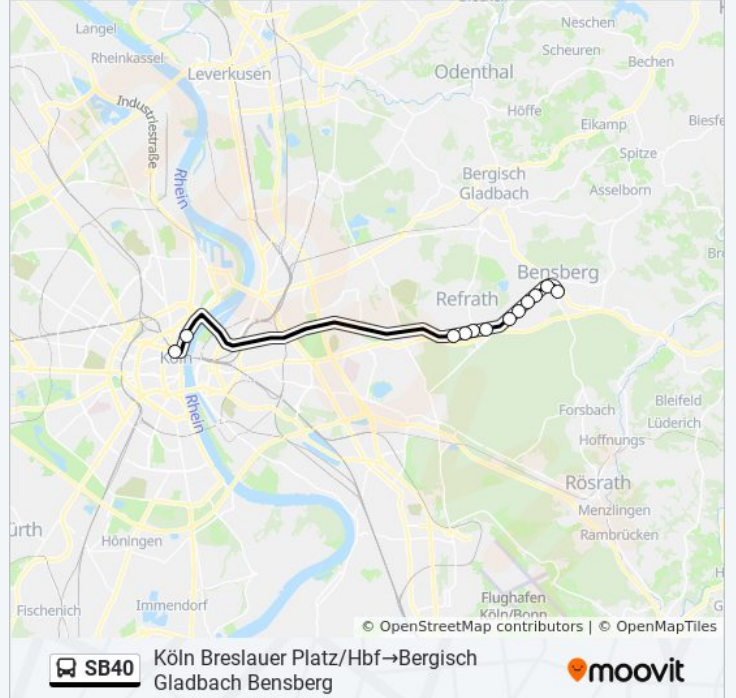 Langel
Neschen
Rheinkassel
Scheuren
Leverkusen
Odenthal
Bechen
Industriestraße
Höffe
Eikamp
Biesfe
Spitze
Rhein
Bergisch
Gladbach
Asselborn
Bensberg
Refrath
Köln
Rhein
Bleifeld
Forsbach
Lüderich
Hoffnungs
Rösrath
Menzlingen
ürth
Rambrücken
Höningen
Flughafen
Köln/Bonn
Immendorf
Fischenich
© OpenStreetMap contributors | © OpenMapTiles
SB40
Köln Breslauer Platz/Hbf→Bergisch
Gladbach Bensberg
moovit